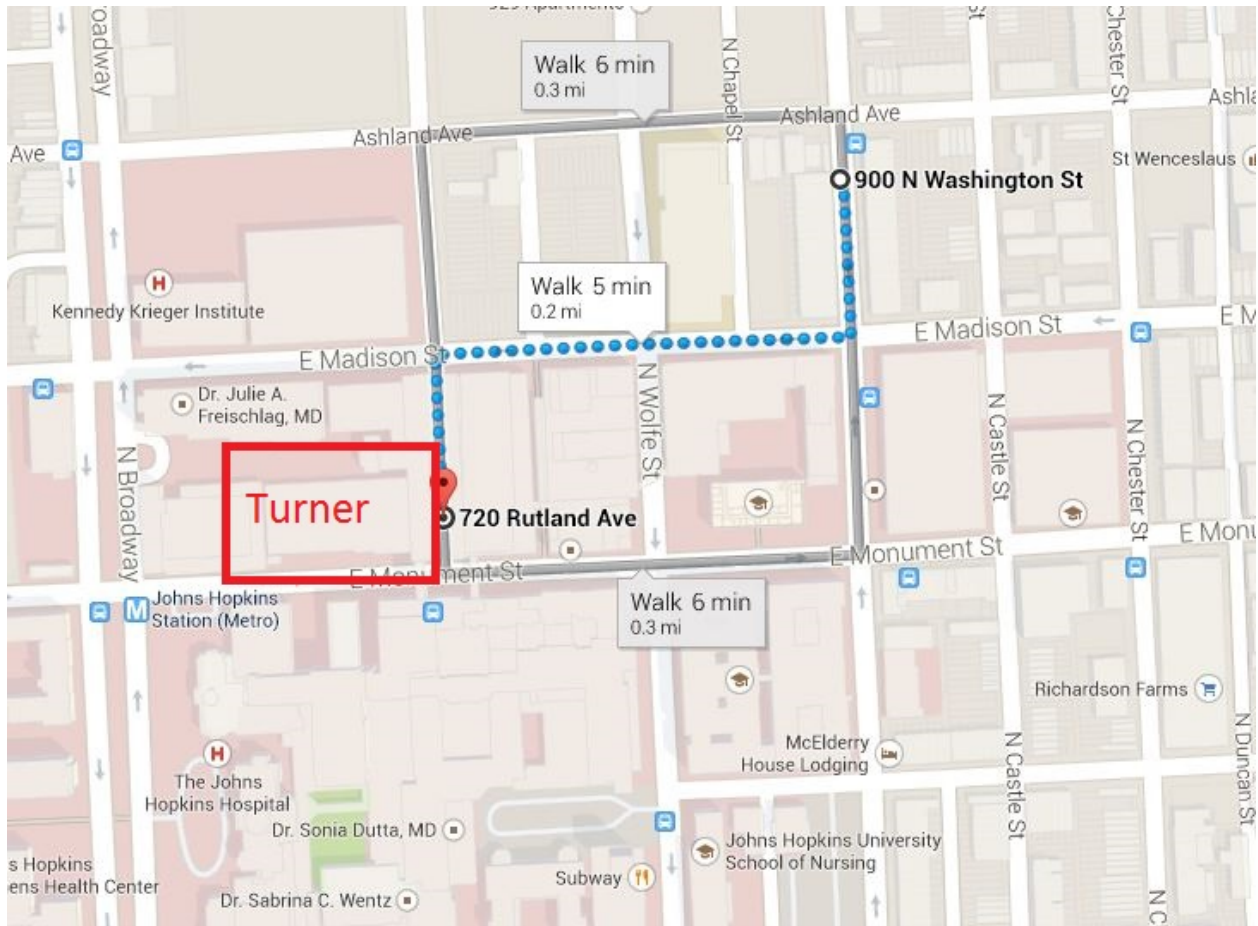 929 Apartments
Walk 6 min
0.3 mi
N Chapel St
Chester St
Ashland Ave
Ashland Ave
Ave
St Wenceslaus
900 N Washington St
Kennedy Krieger Institute
Walk 5 min
0.2 mi
E Madison St
E Madison St
Dr. Julie A.
Freischlag, MD
N Wolfe St
N Castle St
N Chester St
N Broadway
Turner
720 Rutland Ave
E Monument St
E Monument St
Johns Hopkins
Station (Metro)
Walk 6 min
0.3 mi
Richardson Farms
McElderry
House Lodging
N Castle St
N Duncan St
The Johns
Hopkins Hospital
Dr. Sonia Dutta, MD
Johns Hopkins University
School of Nursing
s Hopkins
ens Health Center
Subway
Dr. Sabrina C. Wentz
N C
H
H
M